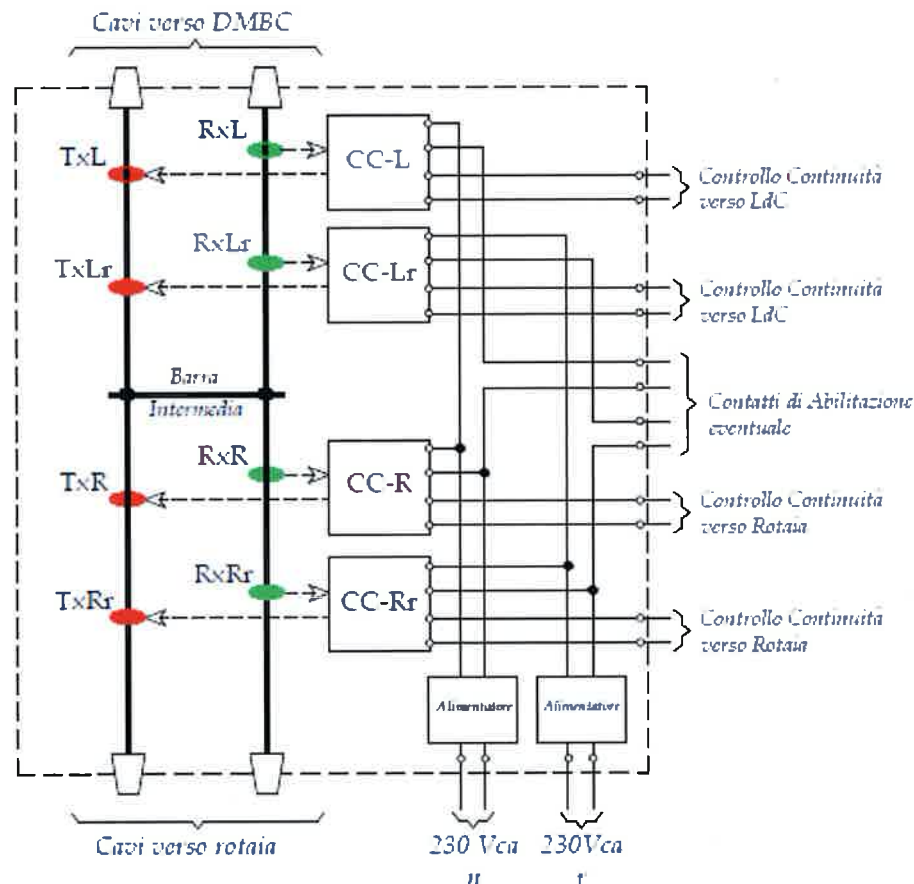 Cavi verso DMBC
RxL
TxL
CC-L
Controllo Continuità
verso LdC
RxLr
TxLr
CC-Lr
Controllo Continuità
verso LdC
Barra
Intermedia
Contatti di Abilitazione
eventuale
RxR
TxR
CC-R
Controllo Continuità
verso Rotaia
RxRr
TxRr
CC-Rr
Controllo Continuità
verso Rotaia
Alimentatore
Alimentatore
Cavi verso rotaia
230 Vca
230Vca
n
r